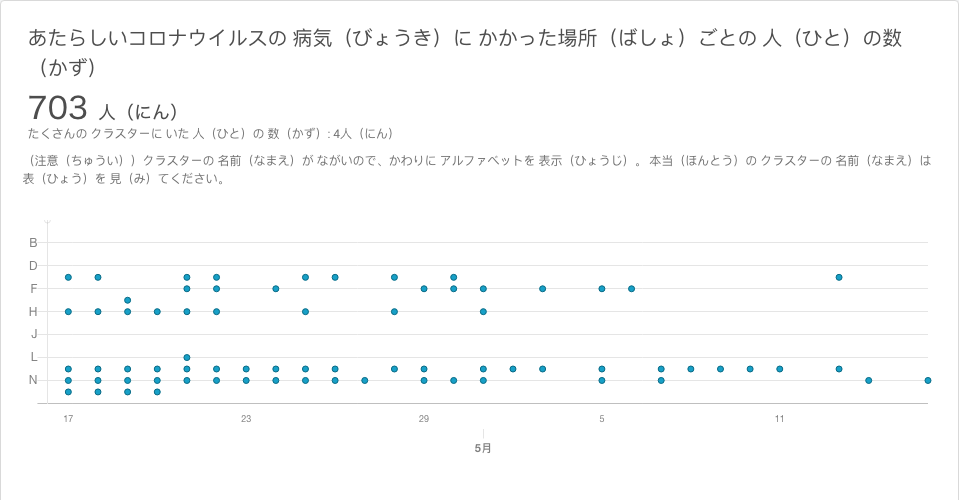 あたらしいコロナウイルスの 病気（びょうき）に かかった場所（ばしょ）ごとの 人（ひと）の数
（かず）
703 人（にん）
たくさんの クラスターに いた 人（ひと）の 数（かず）: 4人（にん）
（注意（ちゅうい））クラスターの 名前（なまえ）が ながいので、かわりに アルファベットを 表示（ひょうじ）。 本当（ほんとう）の クラスターの 名前（なまえ）は
表（ひょう）を 見（み）てください。
B
D
F
H
J
L
N
17 23 29 5 11
5月